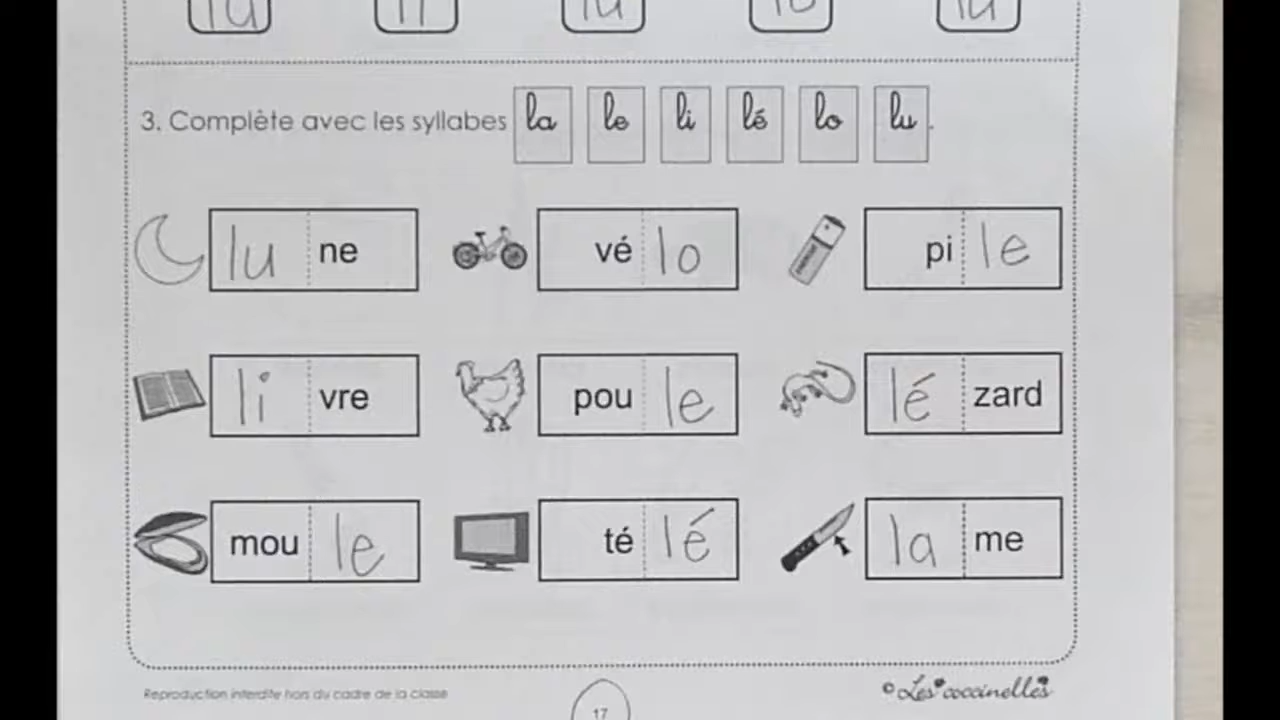 3. Complète avec les syllabes la le li lé lo lu.
lu ne vé lo pi le
li vre pou le lé zard
mou le té lé la me
Reproduction interdite hors du cadre de la classe
17
© Les coccinelles